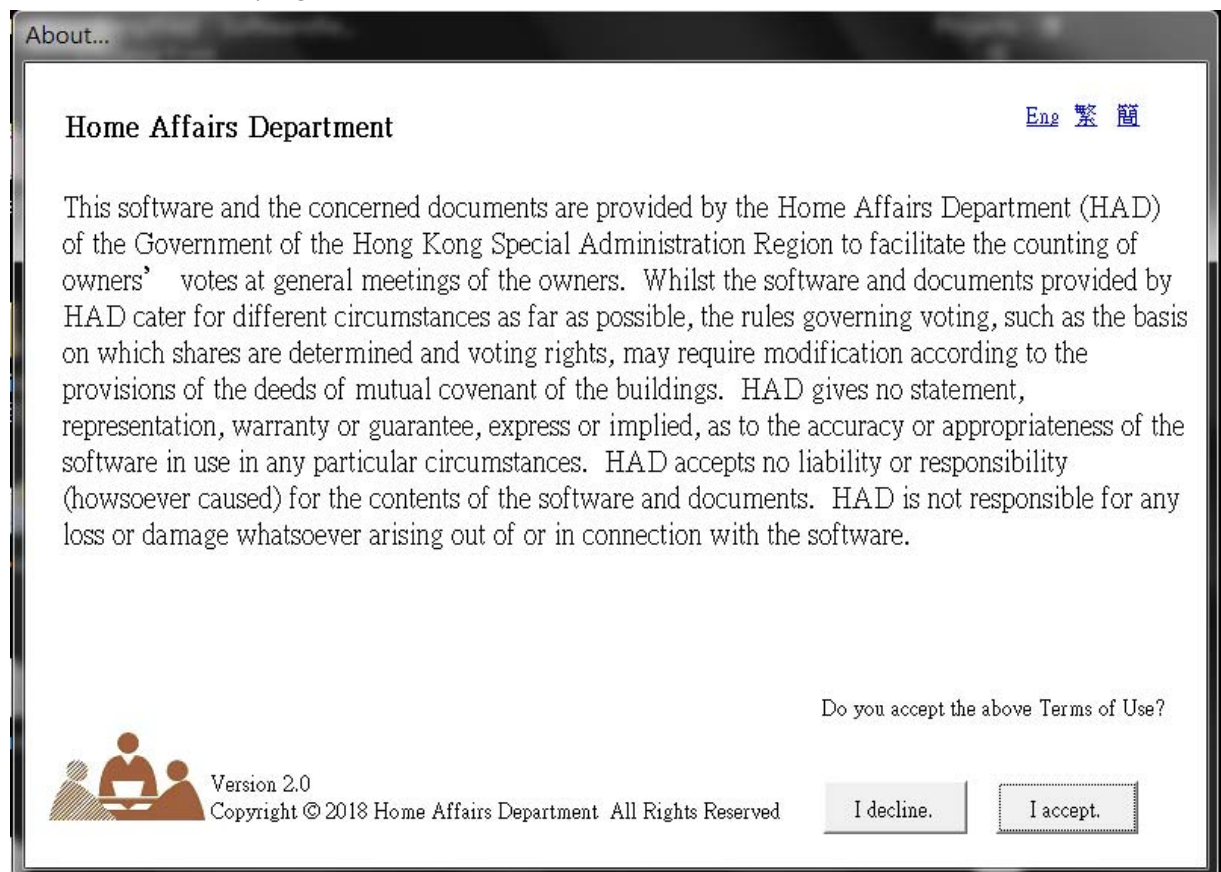 About...
Home Affairs Department
Eng 繁 簡
This software and the concerned documents are provided by the Home Affairs Department (HAD)
of the Government of the Hong Kong Special Administration Region to facilitate the counting of
owners’ votes at general meetings of the owners. Whilst the software and documents provided by
HAD cater for different circumstances as far as possible, the rules governing voting, such as the basis
on which shares are determined and voting rights, may require modification according to the
provisions of the deeds of mutual covenant of the buildings. HAD gives no statement,
representation, warranty or guarantee, express or implied, as to the accuracy or appropriateness of the
software in use in any particular circumstances. HAD accepts no liability or responsibility
(howsoever caused) for the contents of the software and documents. HAD is not responsible for any
loss or damage whatsoever arising out of or in connection with the software.
Do you accept the above Terms of Use?
Version 2.0
Copyright © 2018 Home Affairs Department All Rights Reserved
I decline.
I accept.